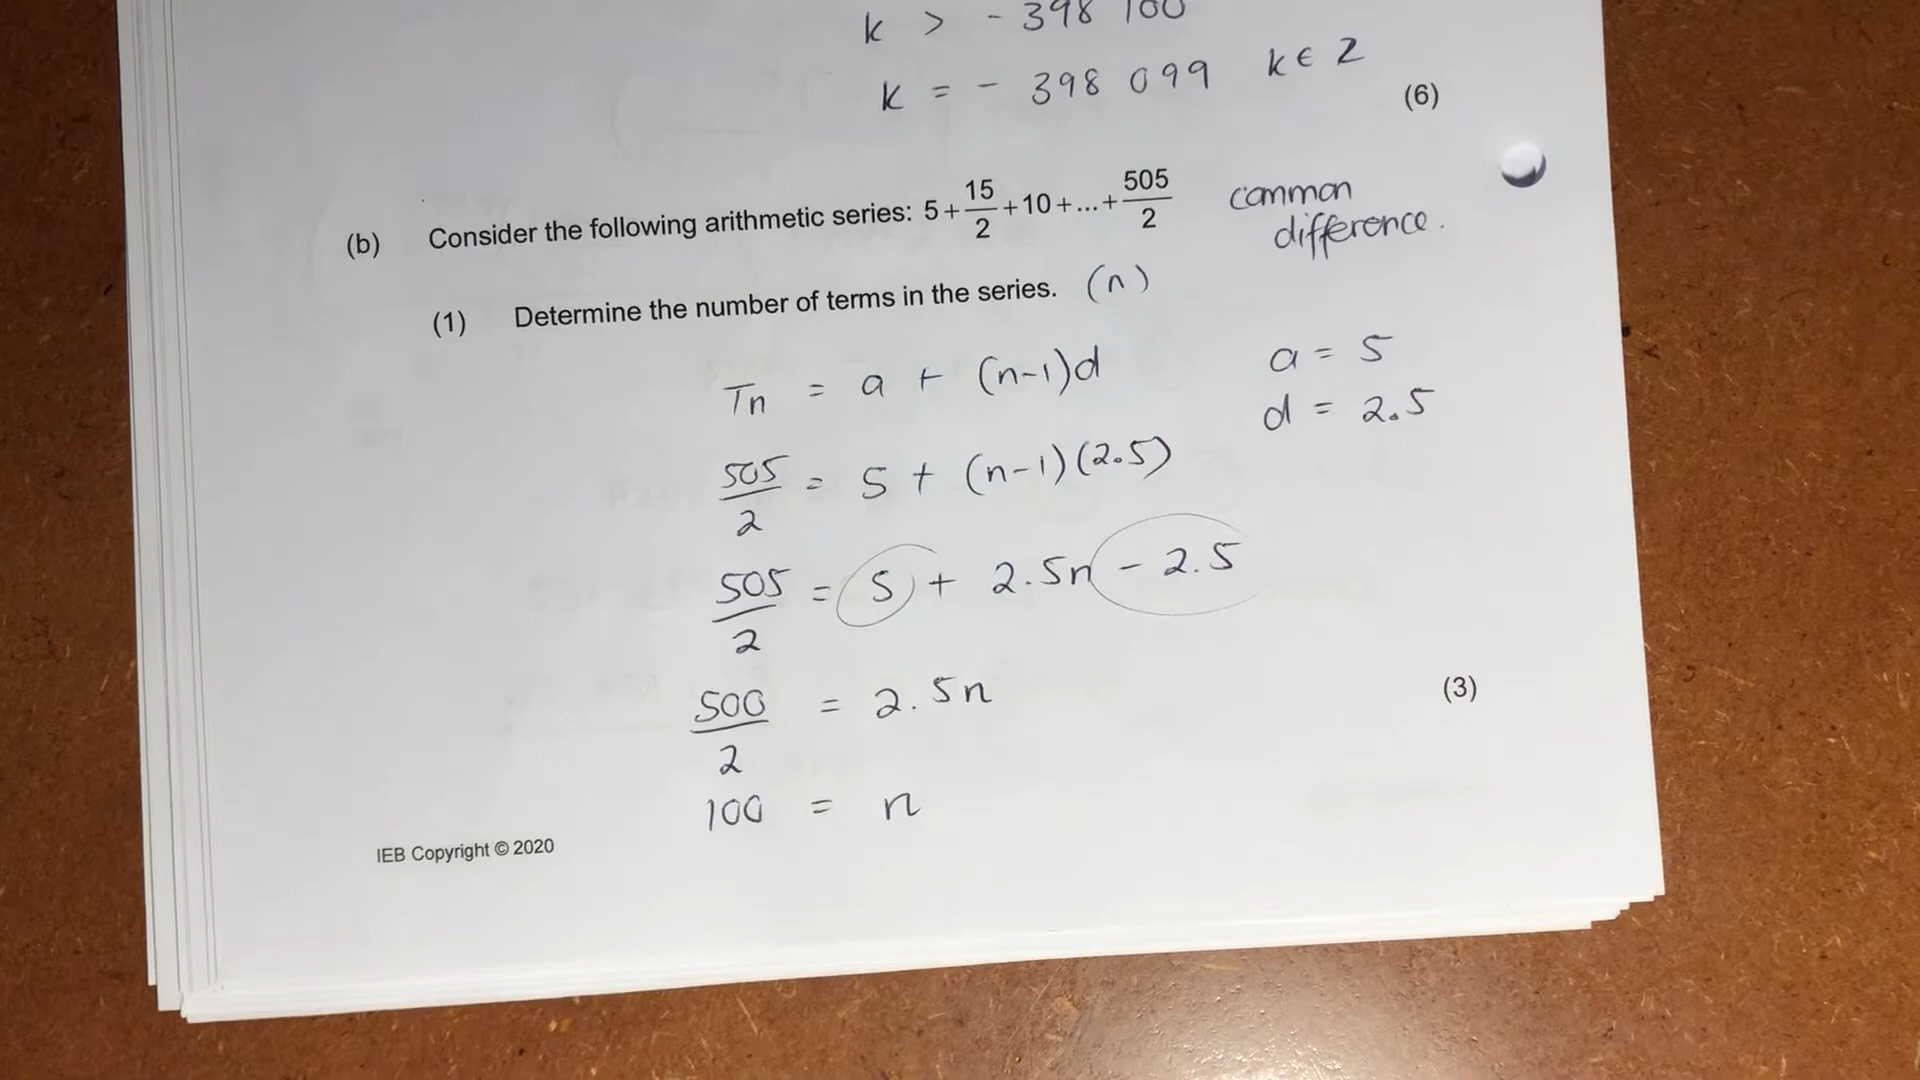 k > - 398 100
k = - 398 099 k ∈ Z
(6)
(b) Consider the following arithmetic series: 5 + 15/2 + 10 + ... + 505/2
common difference.
(1) Determine the number of terms in the series. (n)
Tn = a + (n-1)d
a = 5
d = 2.5
505/2 = 5 + (n-1)(2.5)
505/2 = 5 + 2.5n - 2.5
500/2 = 2.5n
(3)
100 = n
IEB Copyright © 2020